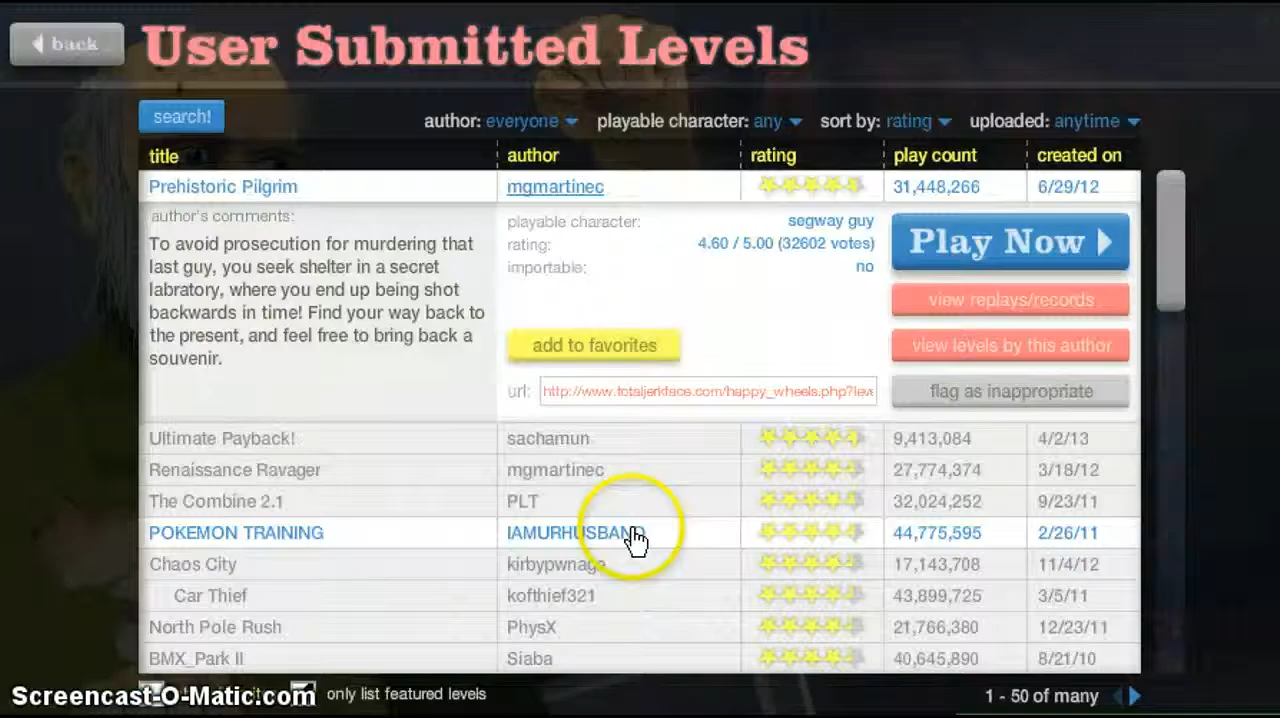 back
User Submitted Levels
search!
author: everyone playable character: any sort by: rating uploaded: anytime
title author rating play count created on
Prehistoric Pilgrim mgmartinec 31,448,266 6/29/12
author's comments:
To avoid prosecution for murdering that
last guy, you seek shelter in a secret
labratory, where you end up being shot
backwards in time! Find your way back to
the present, and feel free to bring back a
souvenir.
playable character: segway guy
rating: 4.60 / 5.00 (32602 votes)
importable: no
add to favorites
url: http://www.totaljerkface.com/happy_wheels.php?leve
Play Now
view replays/records
view levels by this author
flag as inappropriate
Ultimate Payback! sachamun 9,413,084 4/2/13
Renaissance Ravager mgmartinec 27,774,374 3/18/12
The Combine 2.1 PLT 32,024,252 9/23/11
POKEMON TRAINING IAMURHUSBAND 44,775,595 2/26/11
Chaos City kirbypwnage 17,143,708 11/4/12
Car Thief kofthief321 43,899,725 3/5/11
North Pole Rush PhysX 21,766,380 12/23/11
BMX_Park II Siaba 40,645,890 8/21/10
Screencast-O-Matic.com only list featured levels 1 - 50 of many